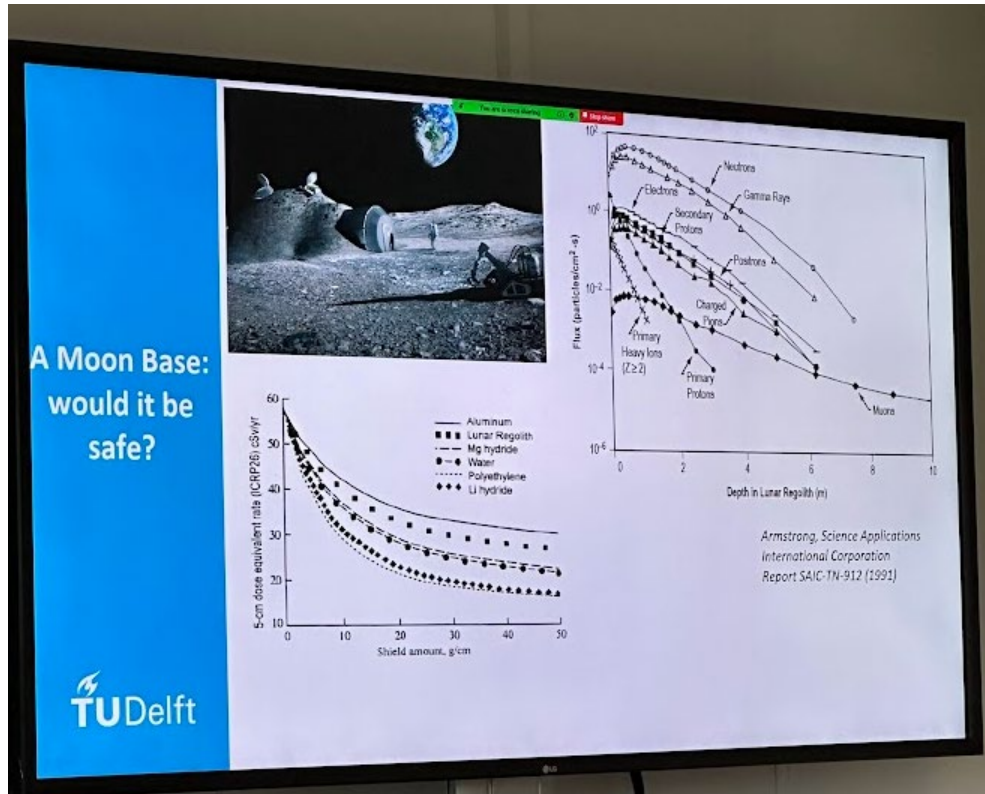 A Moon Base:
would it be
safe?
TUDelft
Stop share
60
50
40
30
20
10
5-cm dose equivalent rate (ICRP26) cSv/yr
0
10
20
30
40
50
Shield amount, g/cm
Aluminum
Lunar Regolith
Mg hydride
Water
Polyethylene
Li hydride
10²
10⁰
10⁻²
10⁻⁴
10⁻⁶
Flux (particles/cm²-s)
Neutrons
Gamma Rays
Electrons
Secondary
Protons
Positrons
Charged
Pions
Primary
Heavy Ions
(Z≥2)
Primary
Protons
Muons
0
2
4
6
8
10
Depth in Lunar Regolith (m)
Armstrong, Science Applications
International Corporation
Report SAIC-TN-912 (1991)
LG